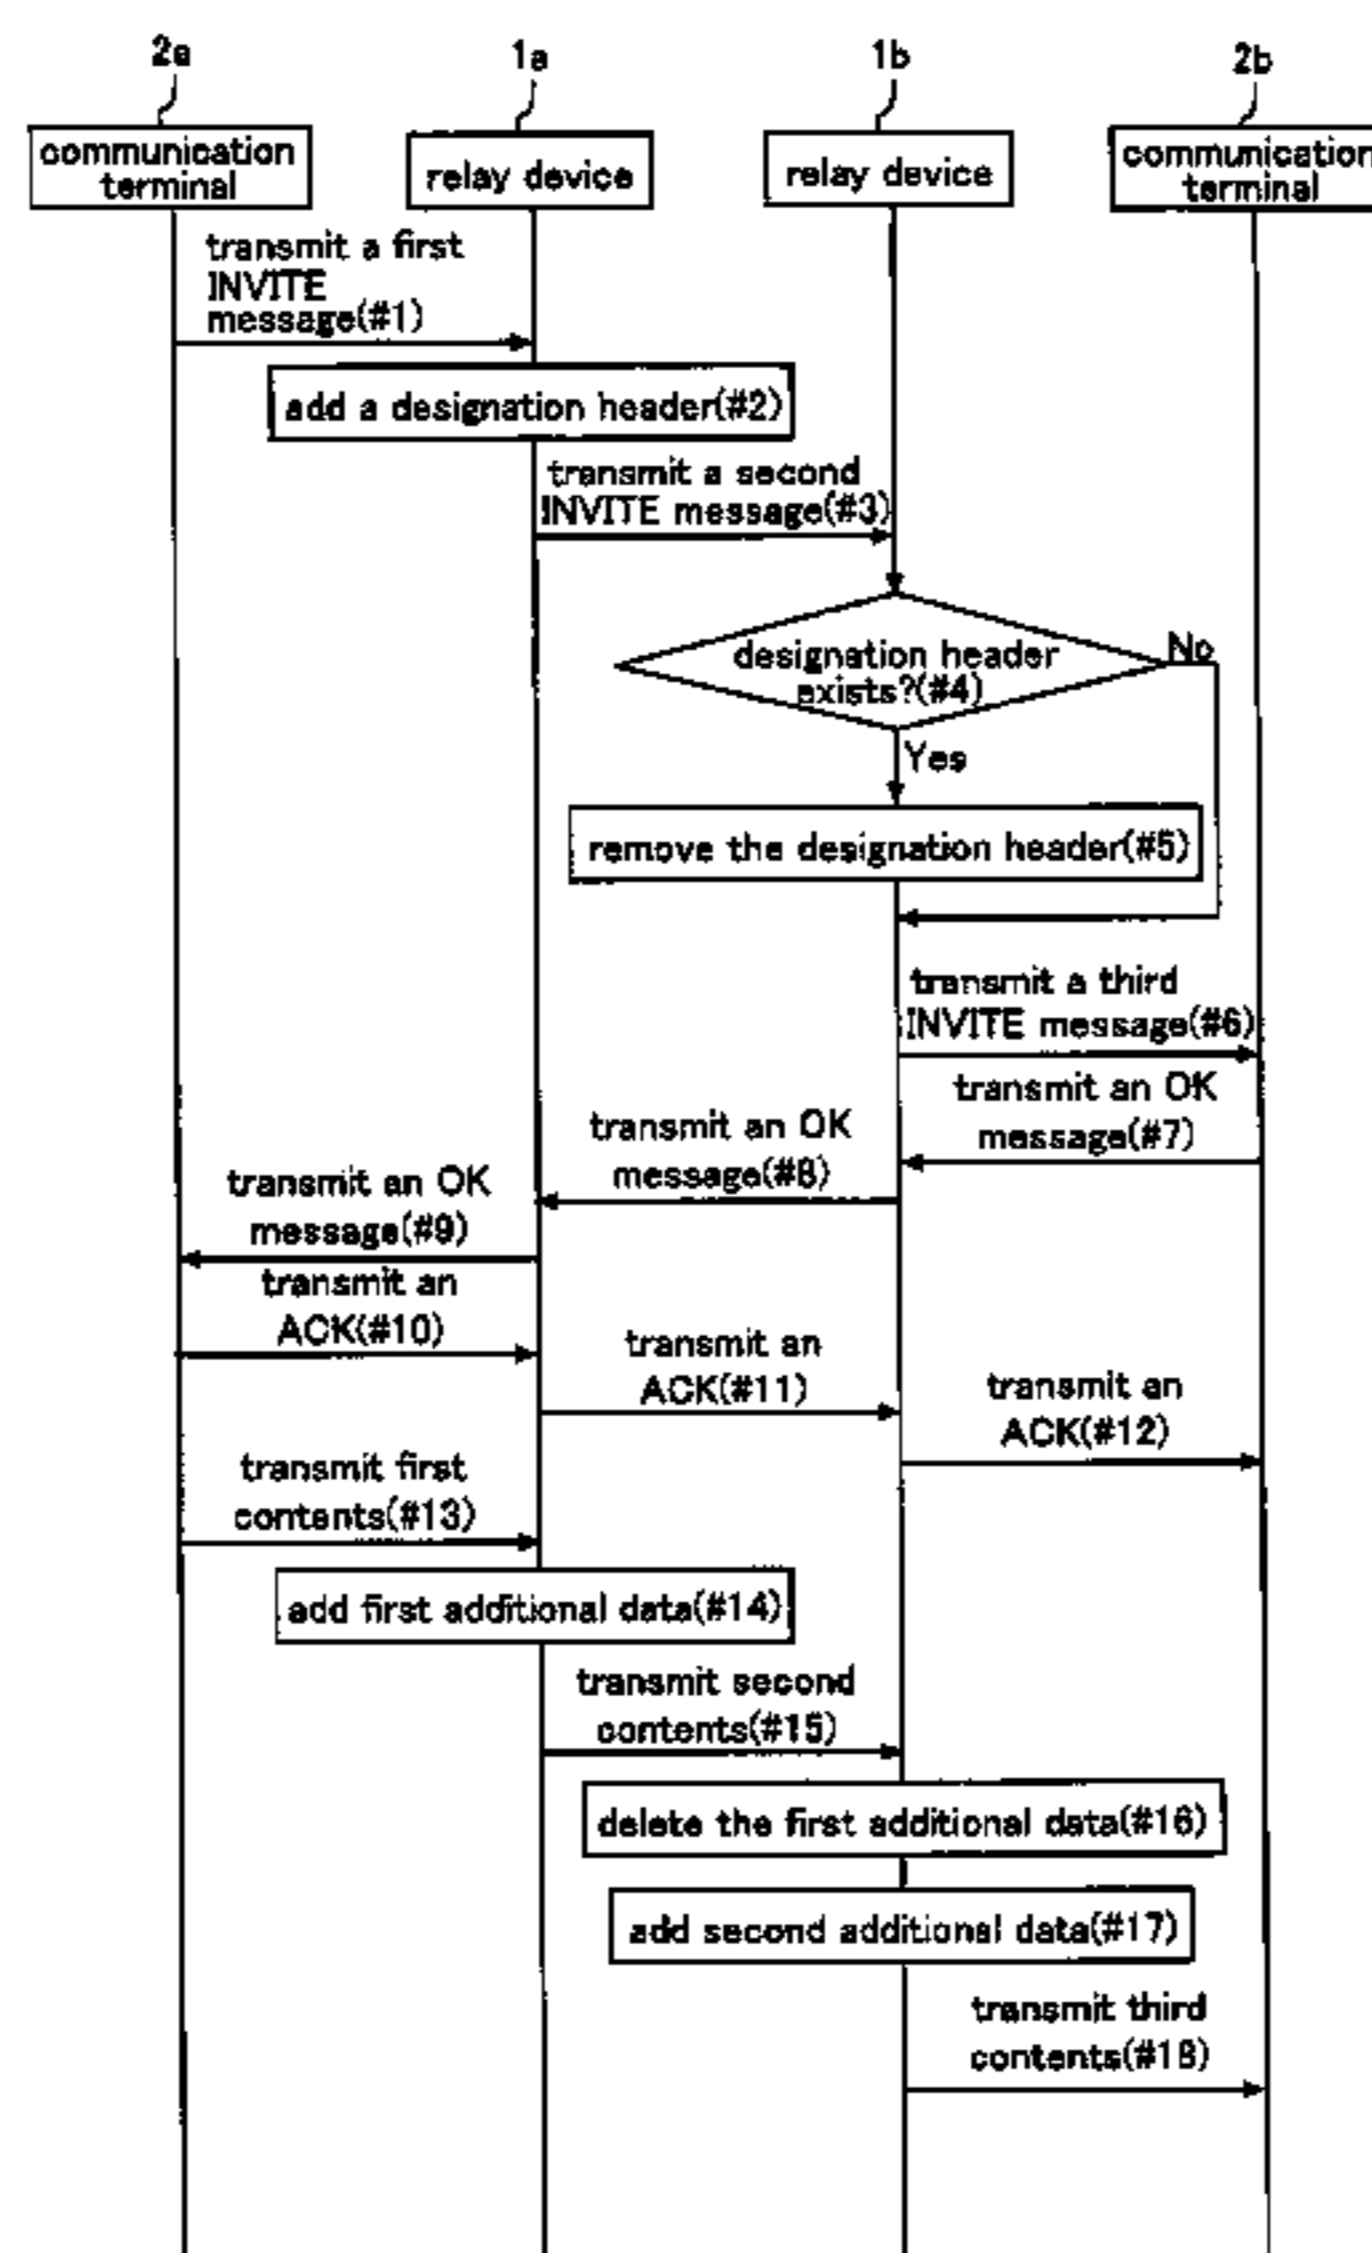 2a
1a
1b
2b
communication
terminal
relay device
relay device
communication
terminal
transmit a first
INVITE
message(#1)
add a designation header(#2)
transmit a second
INVITE message(#3)
designation header
exists?(#4)
No
Yes
remove the designation header(#5)
transmit a third
INVITE message(#6)
transmit an OK
message(#7)
transmit an OK
message(#8)
transmit an OK
message(#9)
transmit an
ACK(#10)
transmit an
ACK(#11)
transmit an
ACK(#12)
transmit first
contents(#13)
add first additional data(#14)
transmit second
contents(#15)
delete the first additional data(#16)
add second additional data(#17)
transmit third
contents(#18)